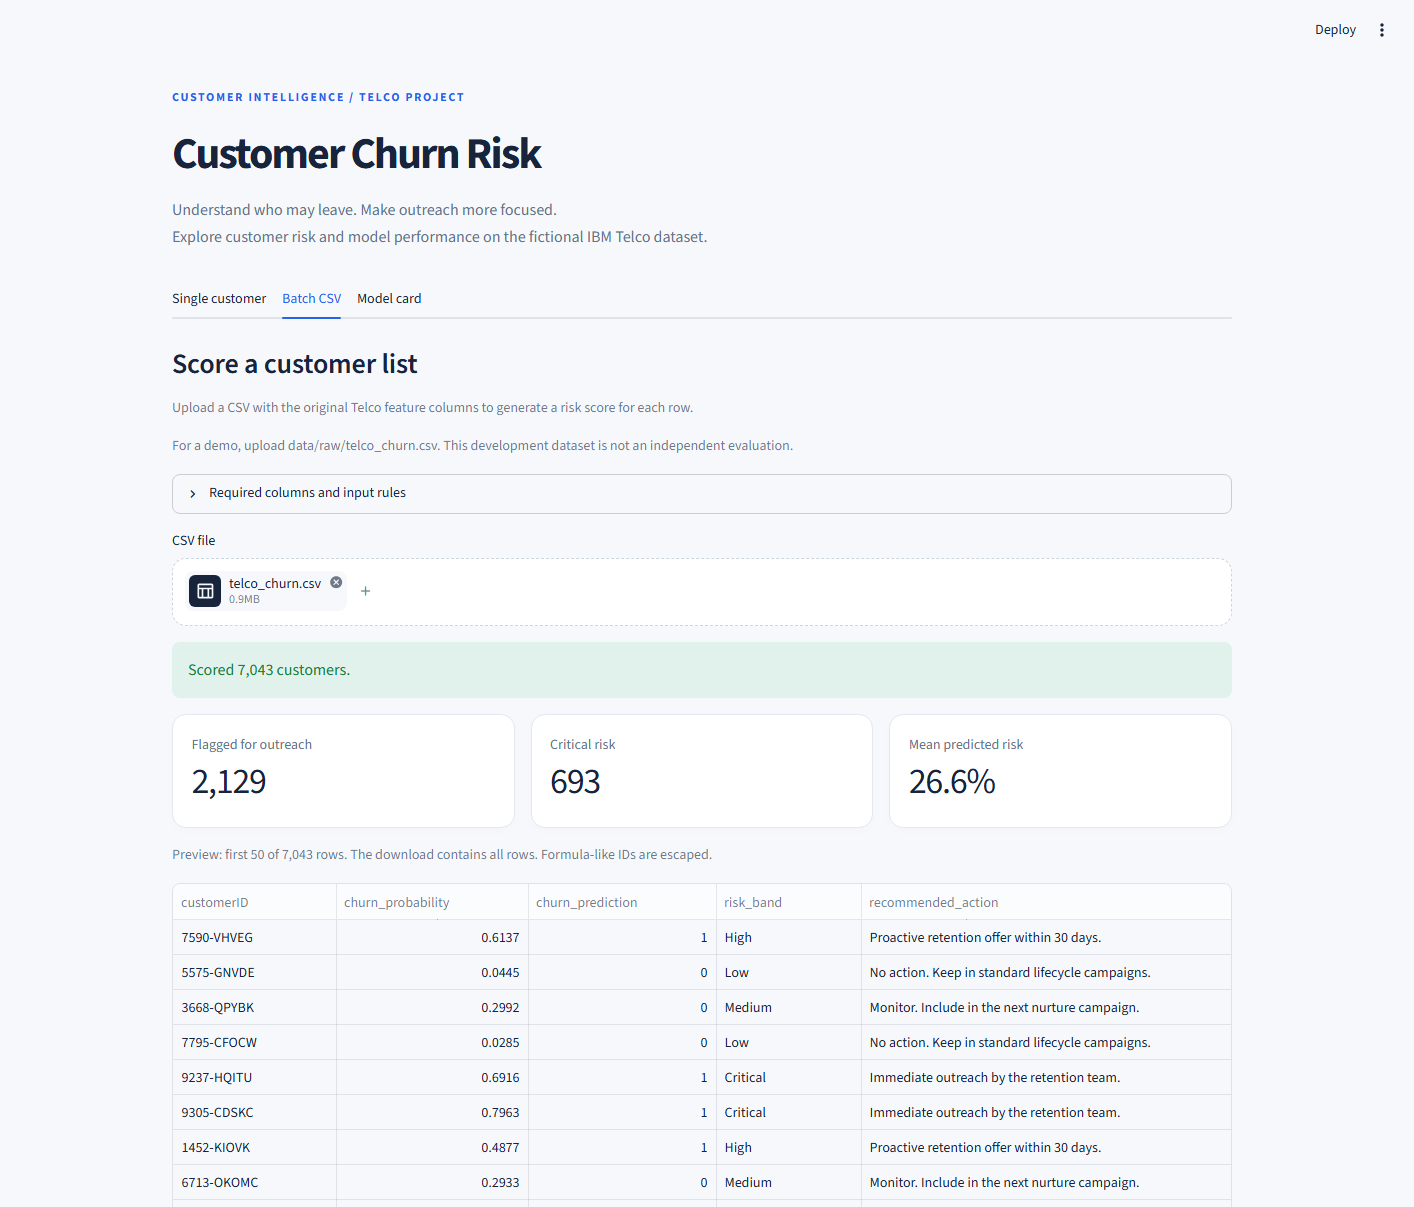 Deploy
CUSTOMER INTELLIGENCE / TELCO PROJECT
Customer Churn Risk
Understand who may leave. Make outreach more focused.
Explore customer risk and model performance on the fictional IBM Telco dataset.
Single customer Batch CSV Model card
Score a customer list
Upload a CSV with the original Telco feature columns to generate a risk score for each row.
For a demo, upload data/raw/telco_churn.csv. This development dataset is not an independent evaluation.
Required columns and input rules
CSV file
telco_churn.csv
0.9MB
Scored 7,043 customers.
Flagged for outreach Critical risk Mean predicted risk
2,129 693 26.6%
Preview: first 50 of 7,043 rows. The download contains all rows. Formula-like IDs are escaped.
customerID churn_probability churn_prediction risk_band recommended_action
7590-VHVEG 0.6137 1 High Proactive retention offer within 30 days.
5575-GNVDE 0.0445 0 Low No action. Keep in standard lifecycle campaigns.
3668-QPYBK 0.2992 0 Medium Monitor. Include in the next nurture campaign.
7795-CFOCW 0.0285 0 Low No action. Keep in standard lifecycle campaigns.
9237-HQITU 0.6916 1 Critical Immediate outreach by the retention team.
9305-CDSKC 0.7963 1 Critical Immediate outreach by the retention team.
1452-KIOVK 0.4877 1 High Proactive retention offer within 30 days.
6713-OKOMC 0.2933 0 Medium Monitor. Include in the next nurture campaign.